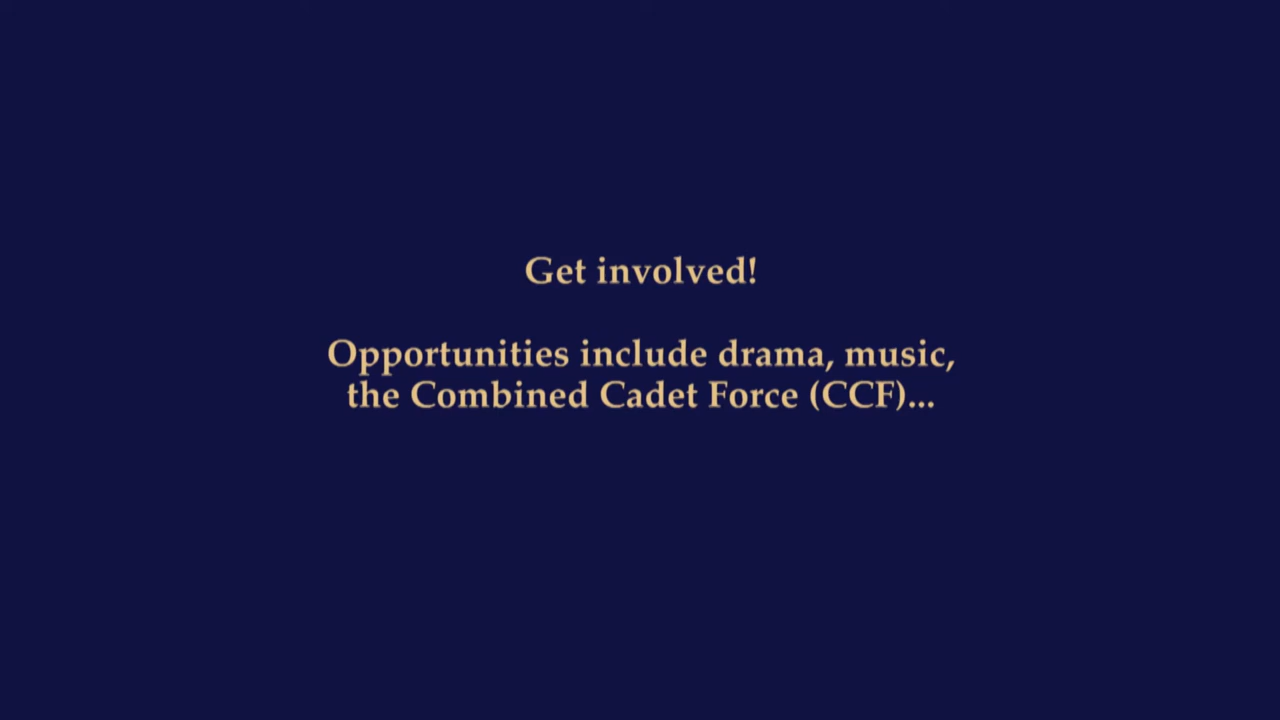 Get involved!
Opportunities include drama, music,
the Combined Cadet Force (CCF)...